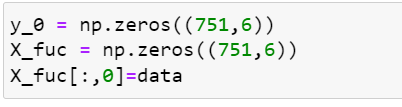 y_0 = np.zeros((751,6))
X_fuc = np.zeros((751,6))
X_fuc[:,0]=data